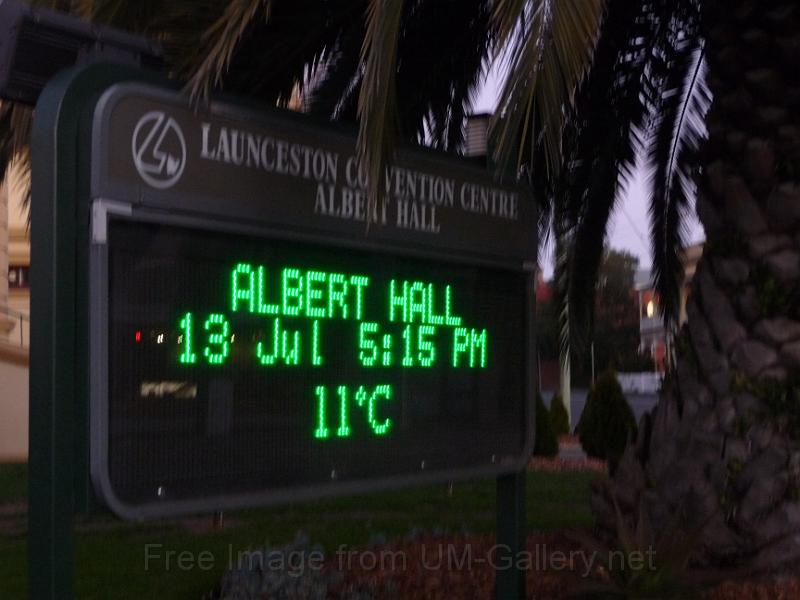 LAUNCESTON CONVENTION CENTRE
ALBERT HALL
ALBERT HALL
13 Jul 5:15 PM
11°C
Free Image from UM-Gallery.net